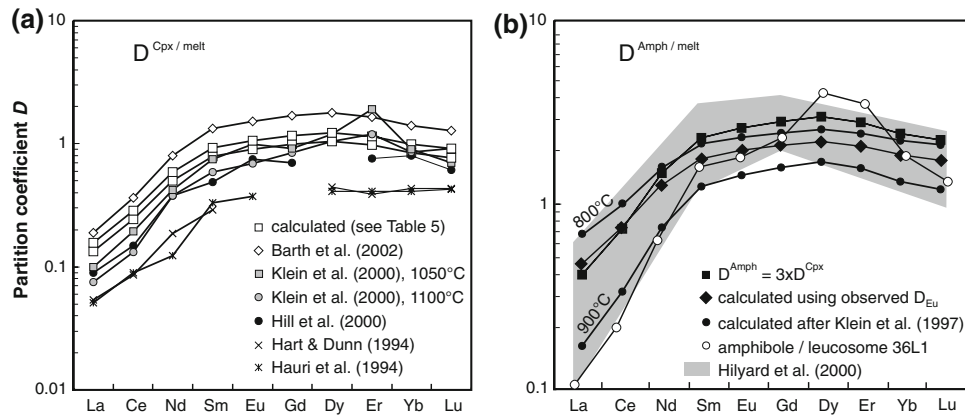 (a)
10
1
0.1
0.01
Partition coefficient D
D Cpx / melt
calculated (see Table 5)
Barth et al. (2002)
Klein et al. (2000), 1050°C
Klein et al. (2000), 1100°C
Hill et al. (2000)
Hart & Dunn (1994)
Hauri et al. (1994)
La Ce Nd Sm Eu Gd Dy Er Yb Lu
(b)
10
1
0.1
D Amph / melt
800°C
900°C
D Amph = 3xD Cpx
calculated using observed D Eu
calculated after Klein et al. (1997)
amphibole / leucosome 36L1
Hilyard et al. (2000)
La Ce Nd Sm Eu Gd Dy Er Yb Lu